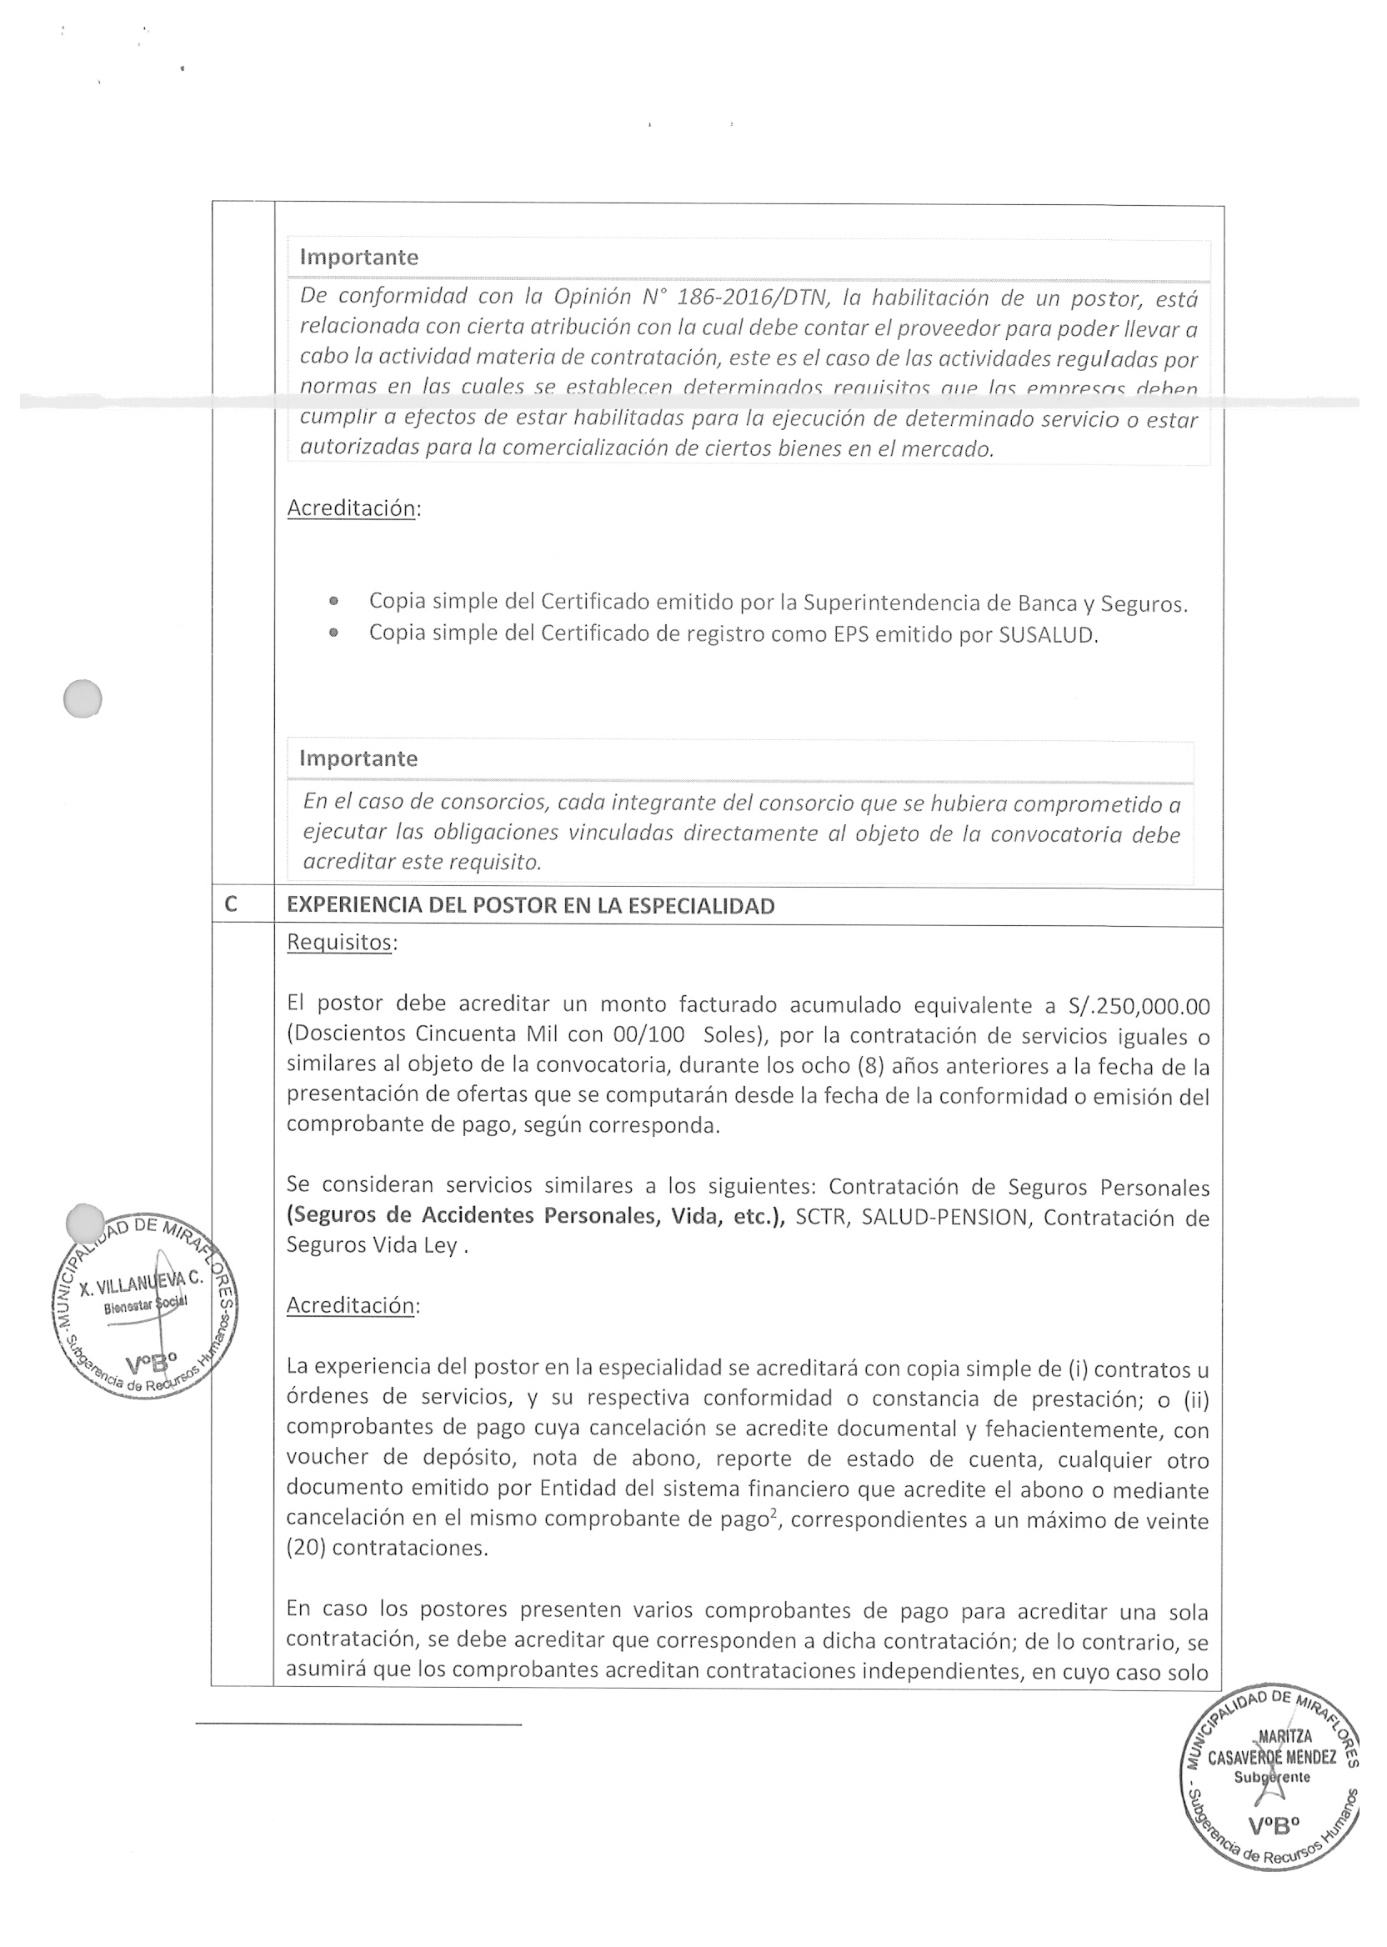 Importante
De conformidad con la Opinión N° 186-2016/DTN, la habilitación de un postor, está
relacionada con cierta atribución con la cual debe contar el proveedor para poder llevar a
cabo la actividad materia de contratación, este es el caso de las actividades reguladas por
normas en las cuales se establecen determinados requisitos que las empresas deben
cumplir a efectos de estar habilitadas para la ejecución de determinado servicio o estar
autorizadas para la comercialización de ciertos bienes en el mercado.
Acreditación:
• Copia simple del Certificado emitido por la Superintendencia de Banca y Seguros.
• Copia simple del Certificado de registro como EPS emitido por SUSALUD.
Importante
En el caso de consorcios, cada integrante del consorcio que se hubiera comprometido a
ejecutar las obligaciones vinculadas directamente al objeto de la convocatoria debe
acreditar este requisito.
C EXPERIENCIA DEL POSTOR EN LA ESPECIALIDAD
Requisitos:
El postor debe acreditar un monto facturado acumulado equivalente a S/.250,000.00
(Doscientos Cincuenta Mil con 00/100 Soles), por la contratación de servicios iguales o
similares al objeto de la convocatoria, durante los ocho (8) años anteriores a la fecha de la
presentación de ofertas que se computarán desde la fecha de la conformidad o emisión del
comprobante de pago, según corresponda.
Se consideran servicios similares a los siguientes: Contratación de Seguros Personales
(Seguros de Accidentes Personales, Vida, etc.), SCTR, SALUD-PENSION, Contratación de
Seguros Vida Ley .
Acreditación:
La experiencia del postor en la especialidad se acreditará con copia simple de (i) contratos u
órdenes de servicios, y su respectiva conformidad o constancia de prestación; o (ii)
comprobantes de pago cuya cancelación se acredite documental y fehacientemente, con
voucher de depósito, nota de abono, reporte de estado de cuenta, cualquier otro
documento emitido por Entidad del sistema financiero que acredite el abono o mediante
cancelación en el mismo comprobante de pago², correspondientes a un máximo de veinte
(20) contrataciones.
En caso los postores presenten varios comprobantes de pago para acreditar una sola
contratación, se debe acreditar que corresponden a dicha contratación; de lo contrario, se
asumirá que los comprobantes acreditan contrataciones independientes, en cuyo caso solo
MUNICIPALIDAD DE MIRAFLORES
X. VILLANUEVA C.
Bienestar Social
V°B°
Subgerencia de Recursos Humanos
MUNICIPALIDAD DE MIRAFLORES
MARITZA
CASAVERDE MENDEZ
Subgerente
V°B°
Subgerencia de Recursos Humanos